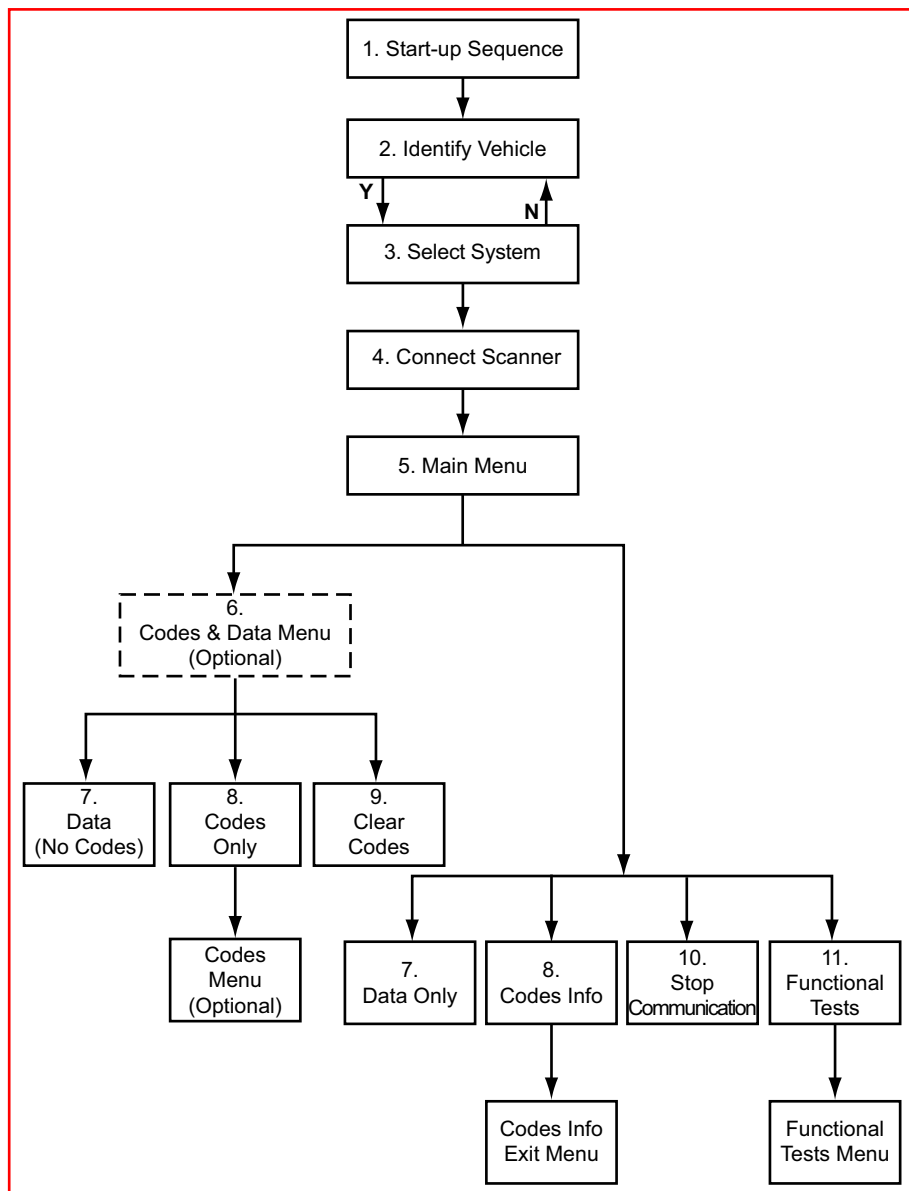 1. Start-up Sequence
2. Identify Vehicle
Y
N
3. Select System
4. Connect Scanner
5. Main Menu
6.
Codes & Data Menu
(Optional)
7.
Data
(No Codes)
8.
Codes
Only
9.
Clear
Codes
Codes
Menu
(Optional)
7.
Data Only
8.
Codes Info
10.
Stop
Communication
11.
Functional
Tests
Codes Info
Exit Menu
Functional
Tests Menu